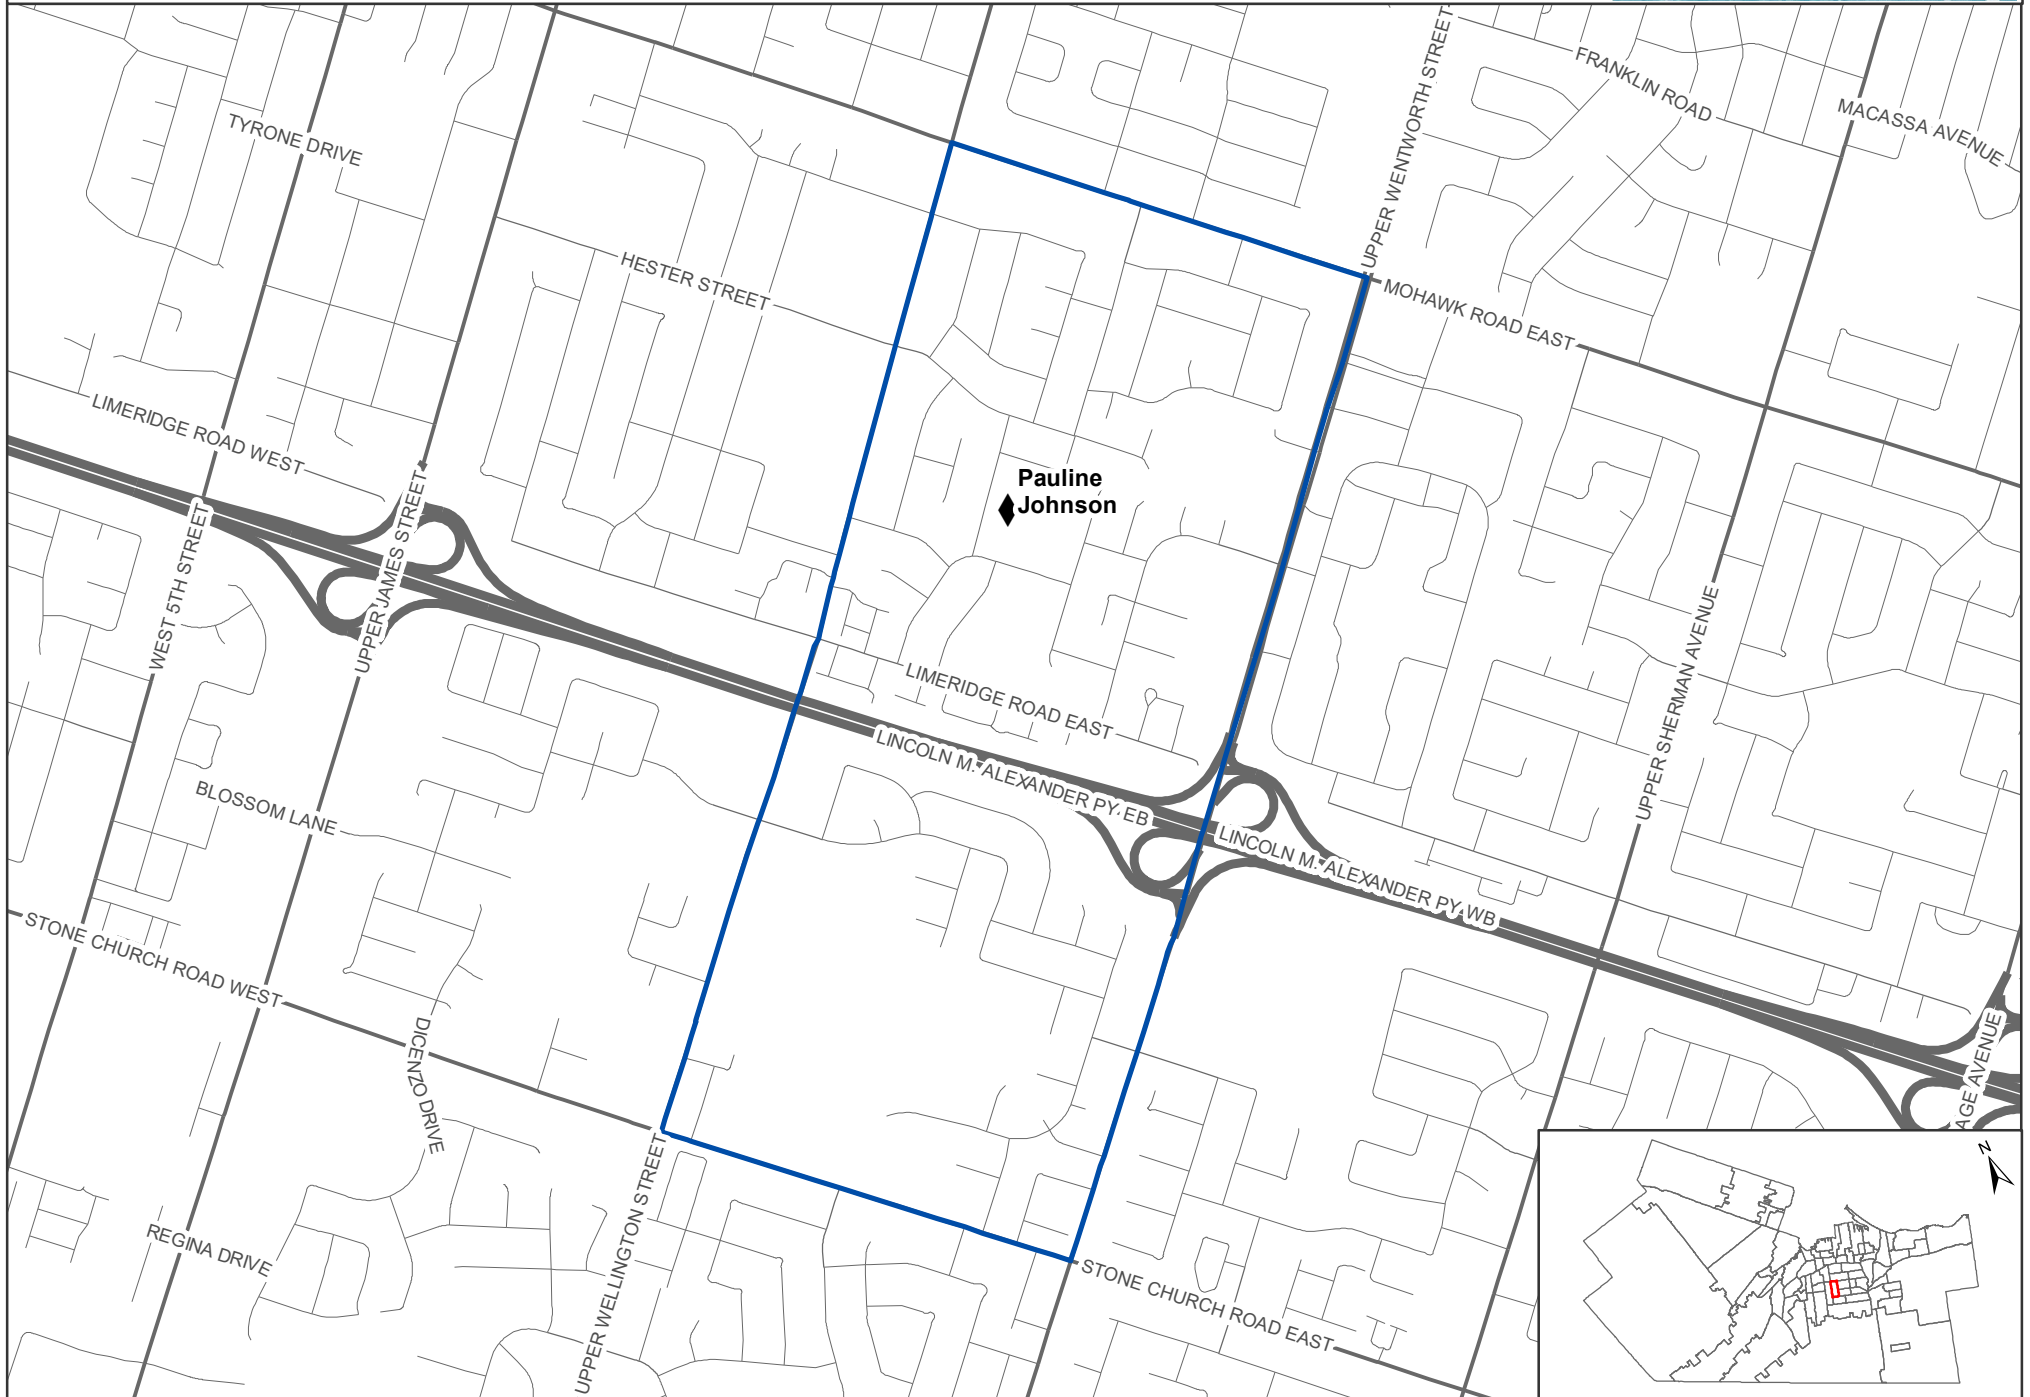 FRANKLIN ROAD
MACASSA AVENUE
TYRONE DRIVE
UPPER WENTWORTH STREET
HESTER STREET
MOHAWK ROAD EAST
LIMERIDGE ROAD WEST
Pauline
Johnson
WEST 5TH STREET
UPPER JAMES STREET
UPPER SHERMAN AVENUE
LIMERIDGE ROAD EAST
LINCOLN M. ALEXANDER PY EB
BLOSSOM LANE
LINCOLN M. ALEXANDER PY WB
STONE CHURCH ROAD WEST
DICENZO DRIVE
AGE AVENUE
UPPER WELLINGTON STREET
REGINA DRIVE
STONE CHURCH ROAD EAST
N